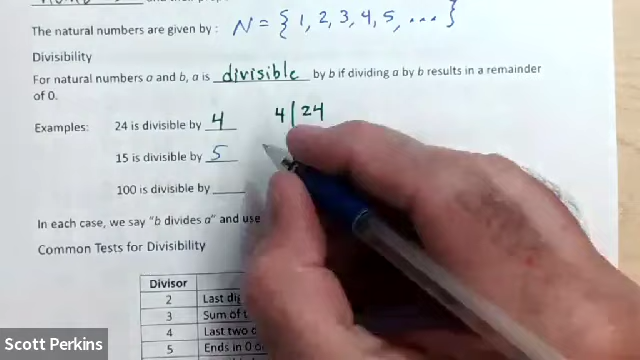 The natural numbers are given by : N = { 1, 2, 3, 4, 5, ... }
Divisibility
For natural numbers a and b, a is divisible by b if dividing a by b results in a remainder
of 0.
Examples: 24 is divisible by 4 4 | 24
15 is divisible by 5
100 is divisible by ____
In each case, we say "b divides a" and use
Common Tests for Divisibility
Divisor
2 Last
3 Sum of
4 Last two
5 Ends in 0
Scott Perkins